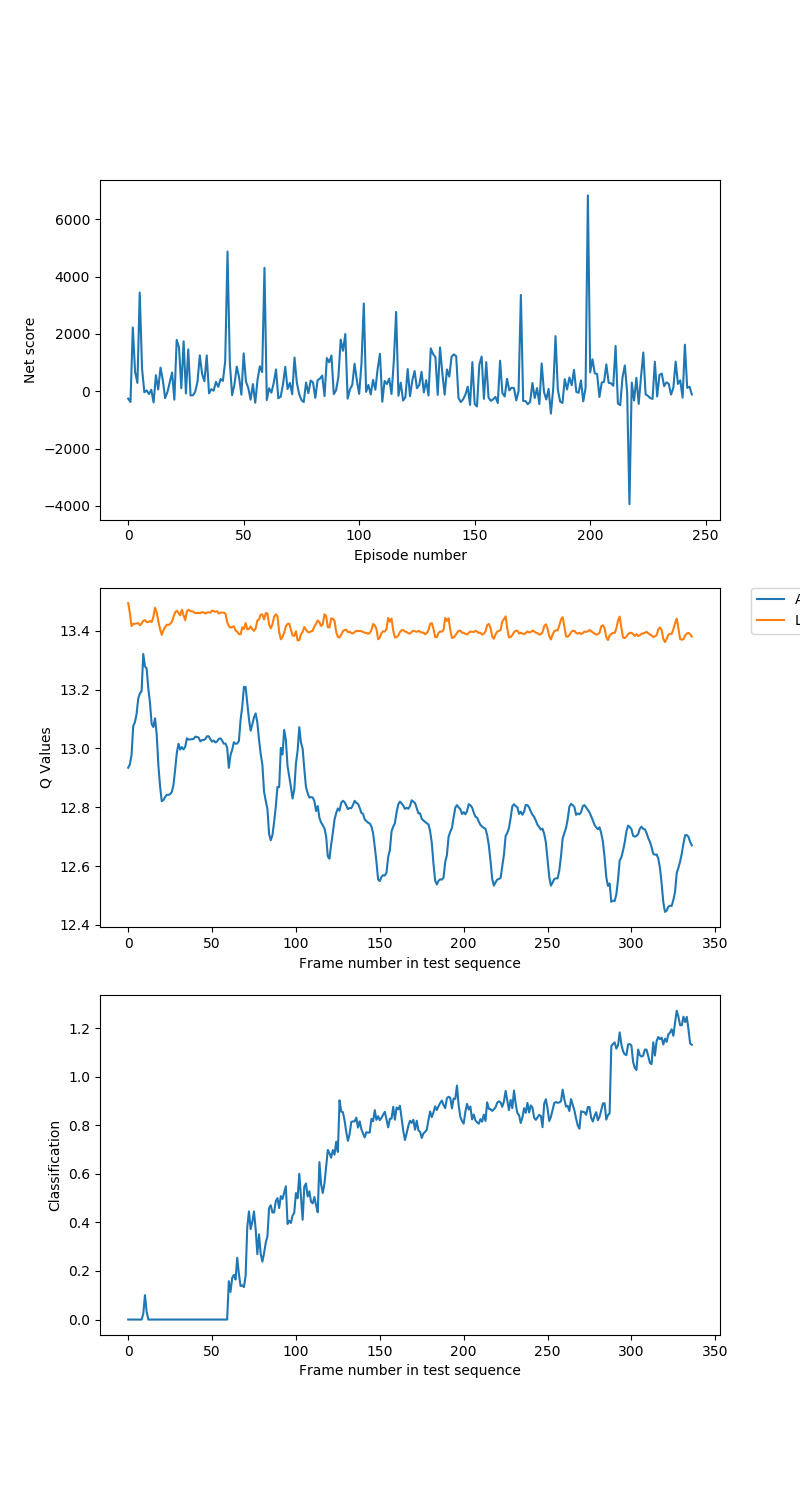 6000
4000
2000
0
−2000
−4000
Net score
0 50 100 150 200 250
Episode number
13.4
13.2
13.0
12.8
12.6
12.4
Q Values
0 50 100 150 200 250 300 350
Frame number in test sequence
1.2
1.0
0.8
0.6
0.4
0.2
0.0
Classification
0 50 100 150 200 250 300 350
Frame number in test sequence